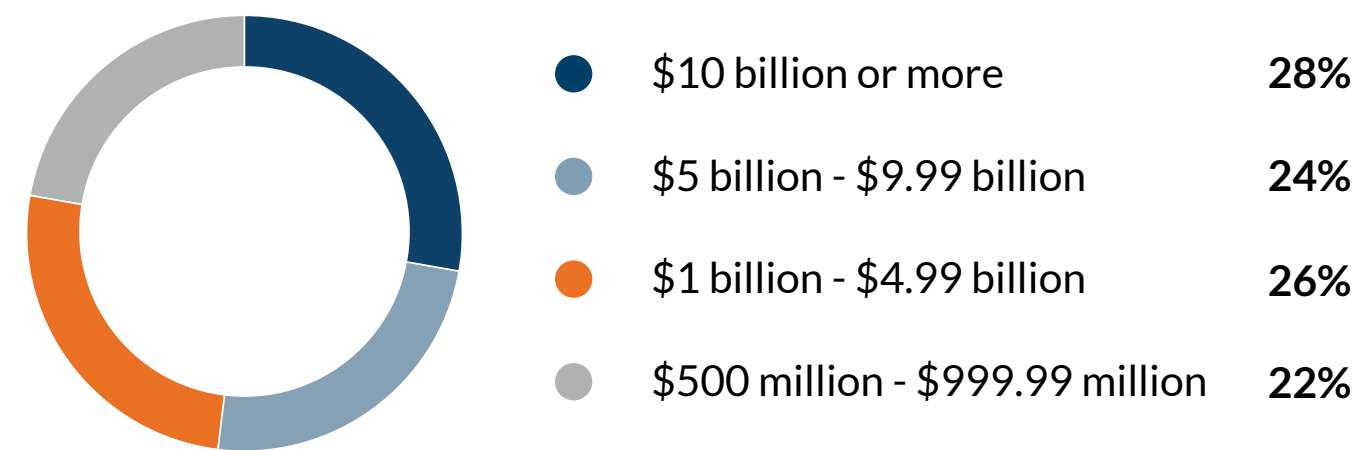 $10 billion or more 28%
$5 billion - $9.99 billion 24%
$1 billion - $4.99 billion 26%
$500 million - $999.99 million 22%